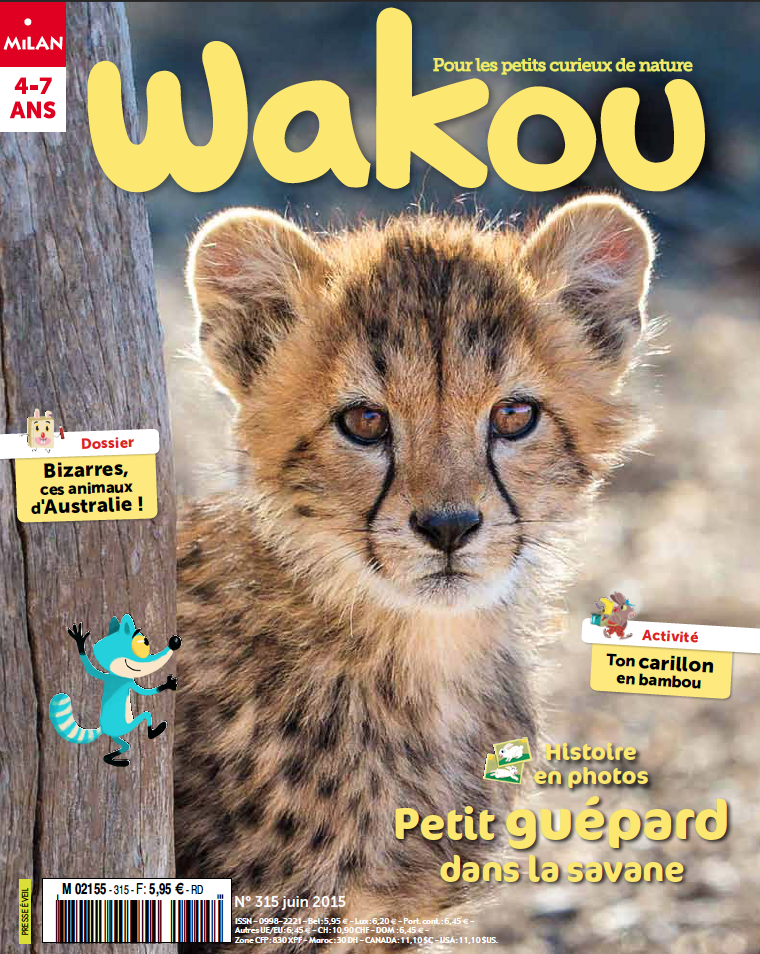 MiLAN
4-7
ANS
Pour les petits curieux de nature
Wakou
Dossier
Bizarres,
ces animaux
d'Australie !
Activité
Ton carillon
en bambou
Histoire
en photos
Petit guépard
dans la savane
PRESSE ÉVEIL
M 02155 - 315 - F: 5,95 € - RD
N° 315 juin 2015
ISSN - 0998-2221 - Bel : 5,95 € - Lux : 6,20 € - Port. cont. : 6,45 € -
Autres UE/EU : 6,45 € - CH : 10,90 CHF - DOM : 6,45 € -
Zone CFP : 830 XPF - Maroc : 30 DH - CANADA : 11,10 $C - USA : 11,10 $US.